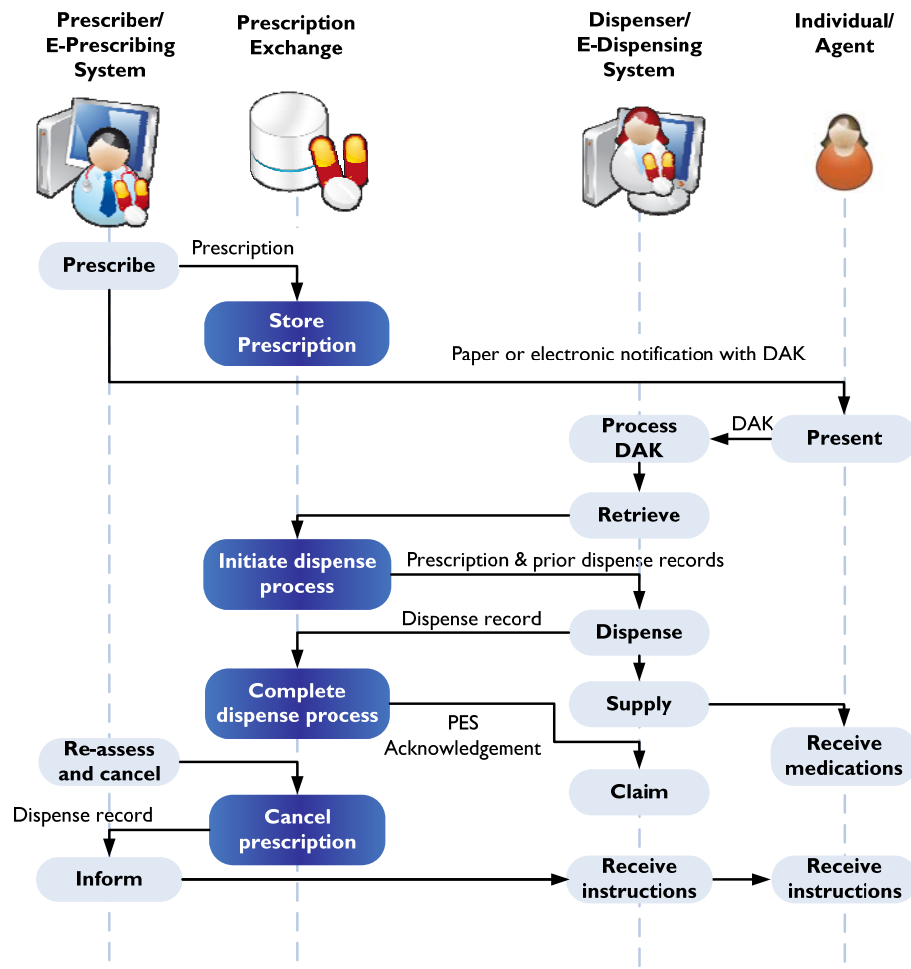 Prescriber/
E-Prescribing
System
Prescription
Exchange
Dispenser/
E-Dispensing
System
Individual/
Agent
Prescribe
Prescription
Store
Prescription
Paper or electronic notification with DAK
Process
DAK
DAK
Present
Retrieve
Initiate dispense
process
Prescription & prior dispense records
Dispense record
Dispense
Complete
dispense process
Supply
PES
Acknowledgement
Receive
medications
Re-assess
and cancel
Claim
Dispense record
Cancel
prescription
Inform
Receive
instructions
Receive
instructions